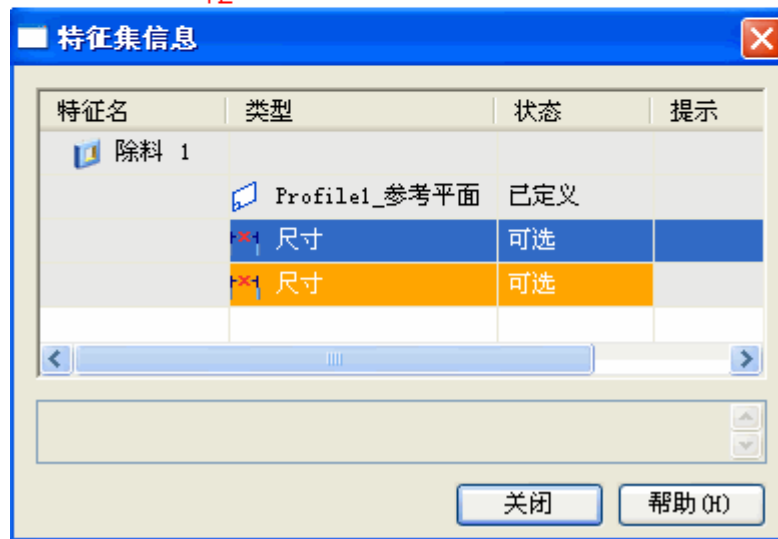 特征集信息
特征名 类型 状态 提示
除料 1
Profile1_参考平面 已定义
尺寸 可选
尺寸 可选
关闭 帮助(H)